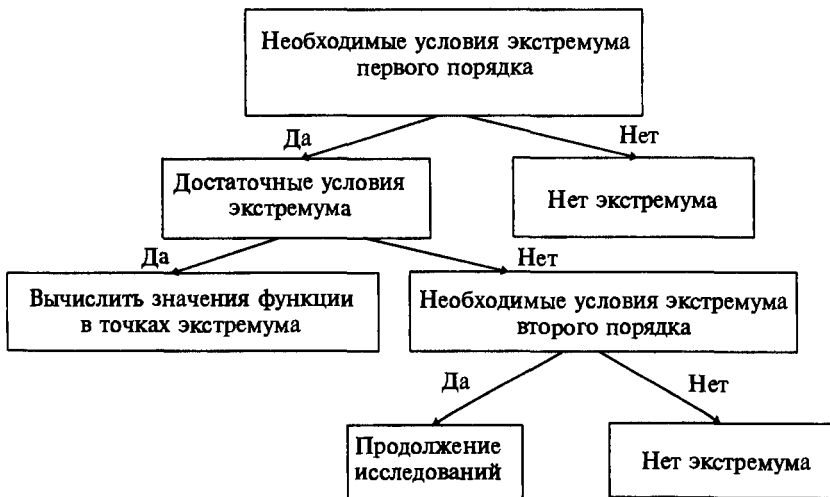 Необходимые условия экстремума
первого порядка
Да
Нет
Достаточные условия
экстремума
Нет экстремума
Да
Нет
Вычислить значения функции
в точках экстремума
Необходимые условия экстремума
второго порядка
Да
Нет
Продолжение
исследований
Нет экстремума